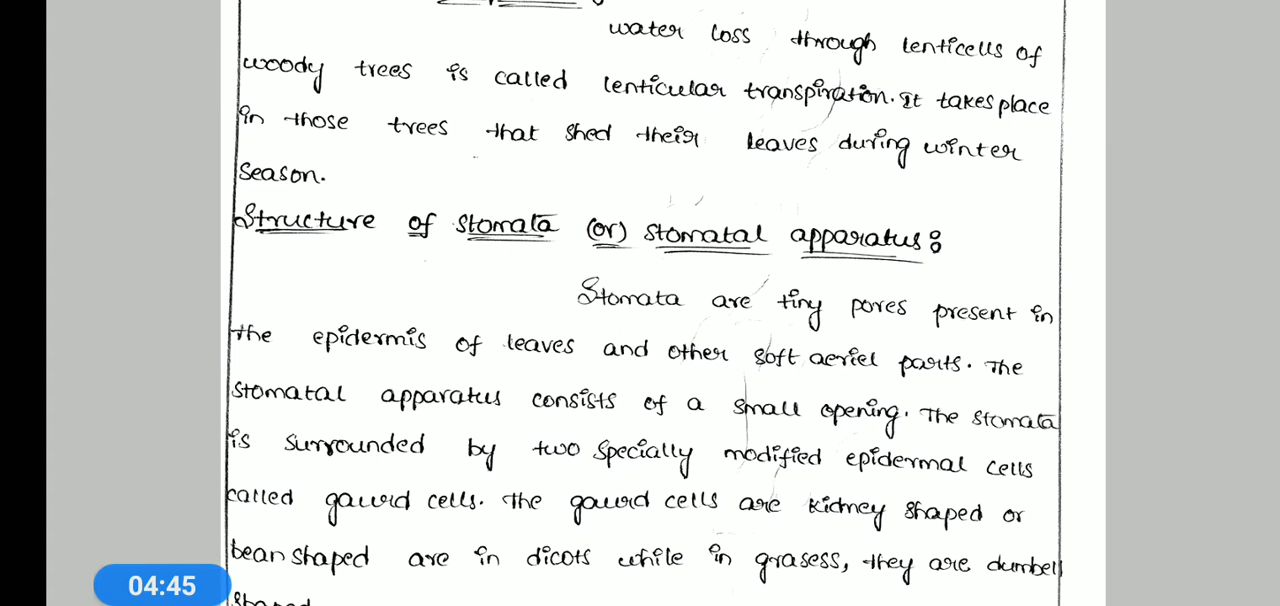 water loss through lenticells of
woody trees is called lenticular transpiration. It takes place
in those trees that shed their leaves during winter
season.
Structure of stomata (or) stomatal apparatus:
Stomata are tiny pores present in
the epidermis of leaves and other soft aeriel parts. The
stomatal apparatus consists of a small opening. The stomata
is surrounded by two specially modified epidermal cells
called gaurd cells. The gaurd cells are kidney shaped or
bean shaped are in dicots while in grasess, they are dumbell
shaped
04:45